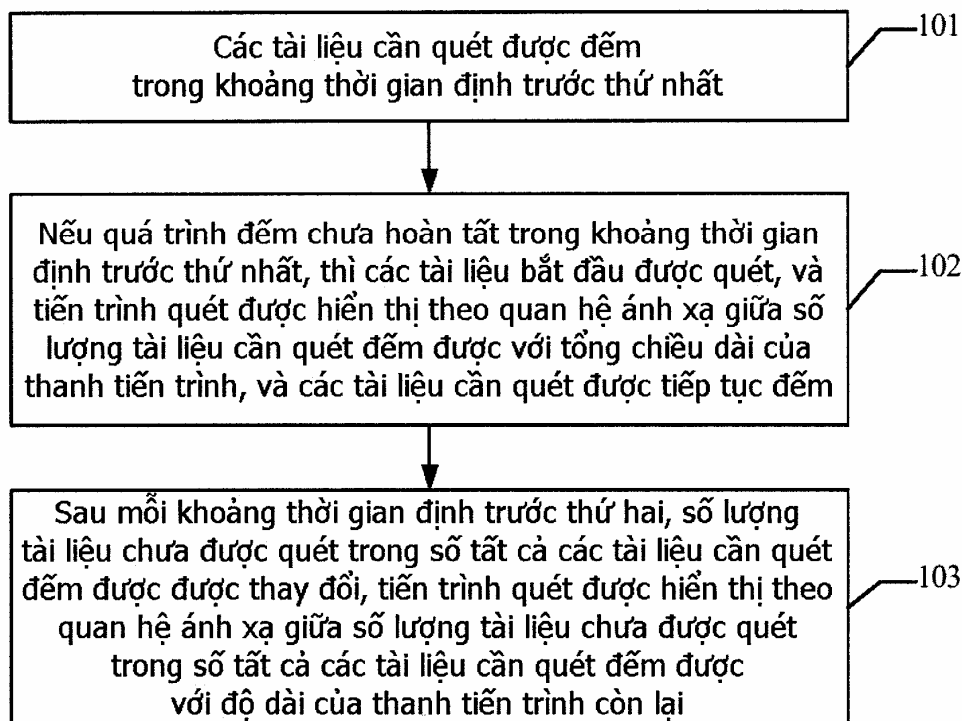 Các tài liệu cần quét được đếm
trong khoảng thời gian định trước thứ nhất
101
Nếu quá trình đếm chưa hoàn tất trong khoảng thời gian
định trước thứ nhất, thì các tài liệu bắt đầu được quét, và
tiến trình quét được hiển thị theo quan hệ ánh xạ giữa số
lượng tài liệu cần quét đếm được với tổng chiều dài của
thanh tiến trình, và các tài liệu cần quét được tiếp tục đếm
102
Sau mỗi khoảng thời gian định trước thứ hai, số lượng
tài liệu chưa được quét trong số tất cả các tài liệu cần quét
đếm được được thay đổi, tiến trình quét được hiển thị theo
quan hệ ánh xạ giữa số lượng tài liệu chưa được quét
trong số tất cả các tài liệu cần quét đếm được
với độ dài của thanh tiến trình còn lại
103